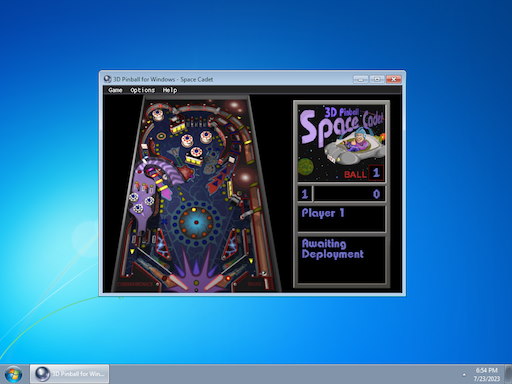 3D Pinball for Windows - Space Cadet
Game Options Help
3D Pinball
Space Cadet
BALL 1
1 0
Player 1
Awaiting
Deployment
3D Pinball for Win...
6:54 PM
7/23/2023